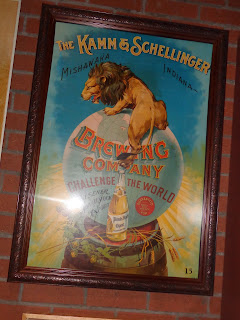 THE KAMM & SCHELLINGER
MISHAWAKA INDIANA
BREWING
COMPANY
CHALLENGE THE WORLD
15